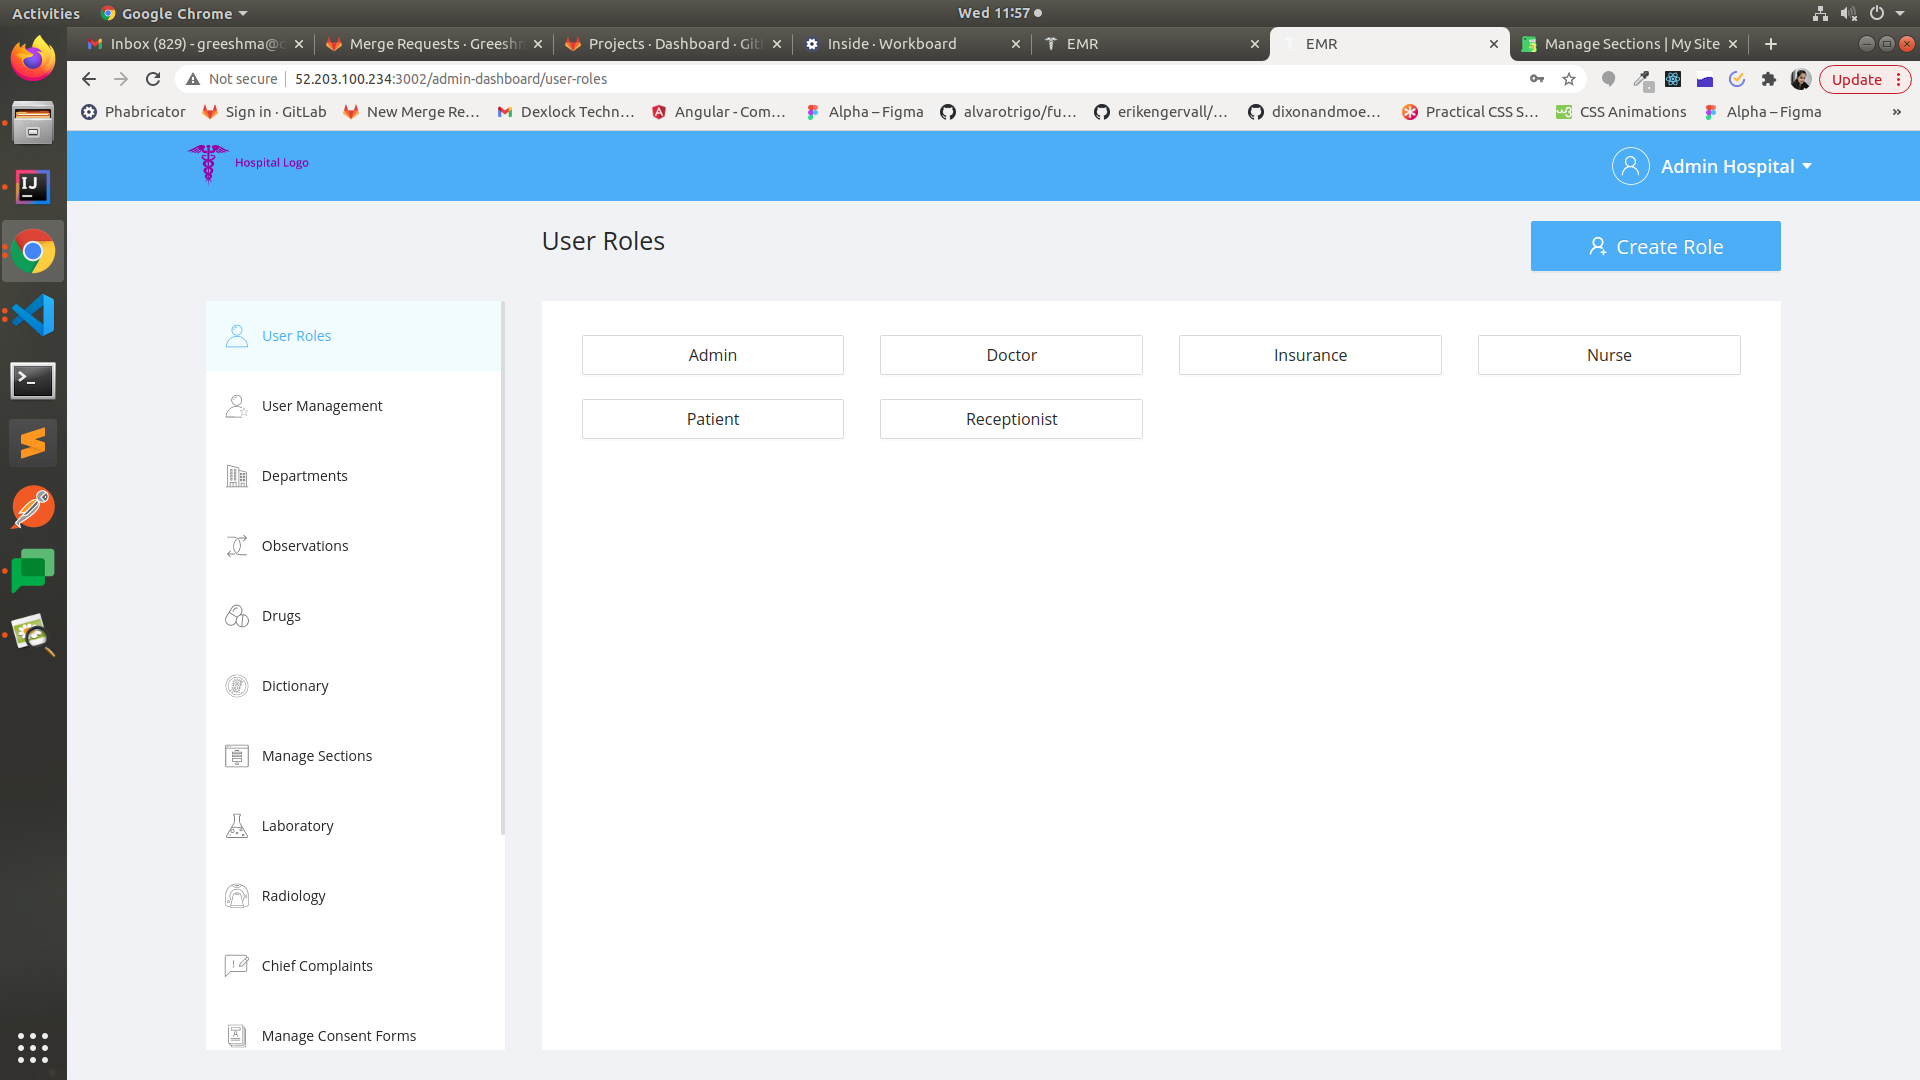 Activities Google Chrome Wed 11:57
Inbox (829) - greeshma@ Merge Requests · Greeshm Projects · Dashboard · Git Inside · Workboard EMR EMR Manage Sections | My Site
Not secure 52.203.100.234:3002/admin-dashboard/user-roles Update
Phabricator Sign in · GitLab New Merge Re... Dexlock Techn... Angular - Com... Alpha – Figma alvarotrigo/fu... erikengervall/... dixonandmoe... Practical CSS S... CSS Animations Alpha – Figma »
Hospital Logo Admin Hospital
User Roles Create Role
User Roles
User Management
Departments
Observations
Drugs
Dictionary
Manage Sections
Laboratory
Radiology
Chief Complaints
Manage Consent Forms
Admin Doctor Insurance Nurse
Patient Receptionist